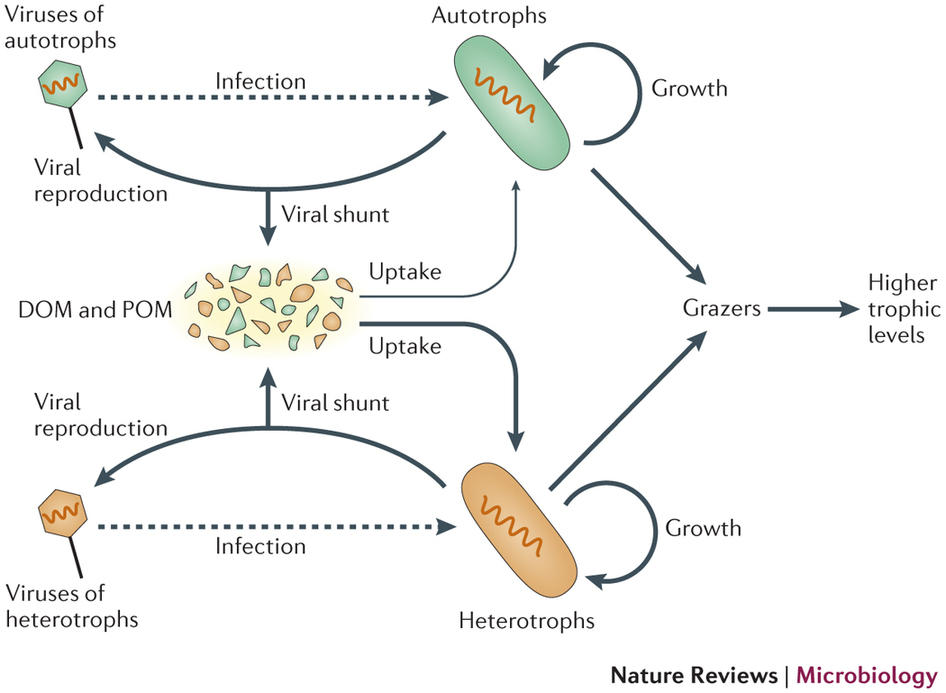 Viruses of
autotrophs
Autotrophs
Infection
Growth
Viral
reproduction
Viral shunt
Uptake
DOM and POM
Uptake
Grazers
Higher
trophic
levels
Viral
reproduction
Viral shunt
Infection
Growth
Viruses of
heterotrophs
Heterotrophs
Nature Reviews | Microbiology